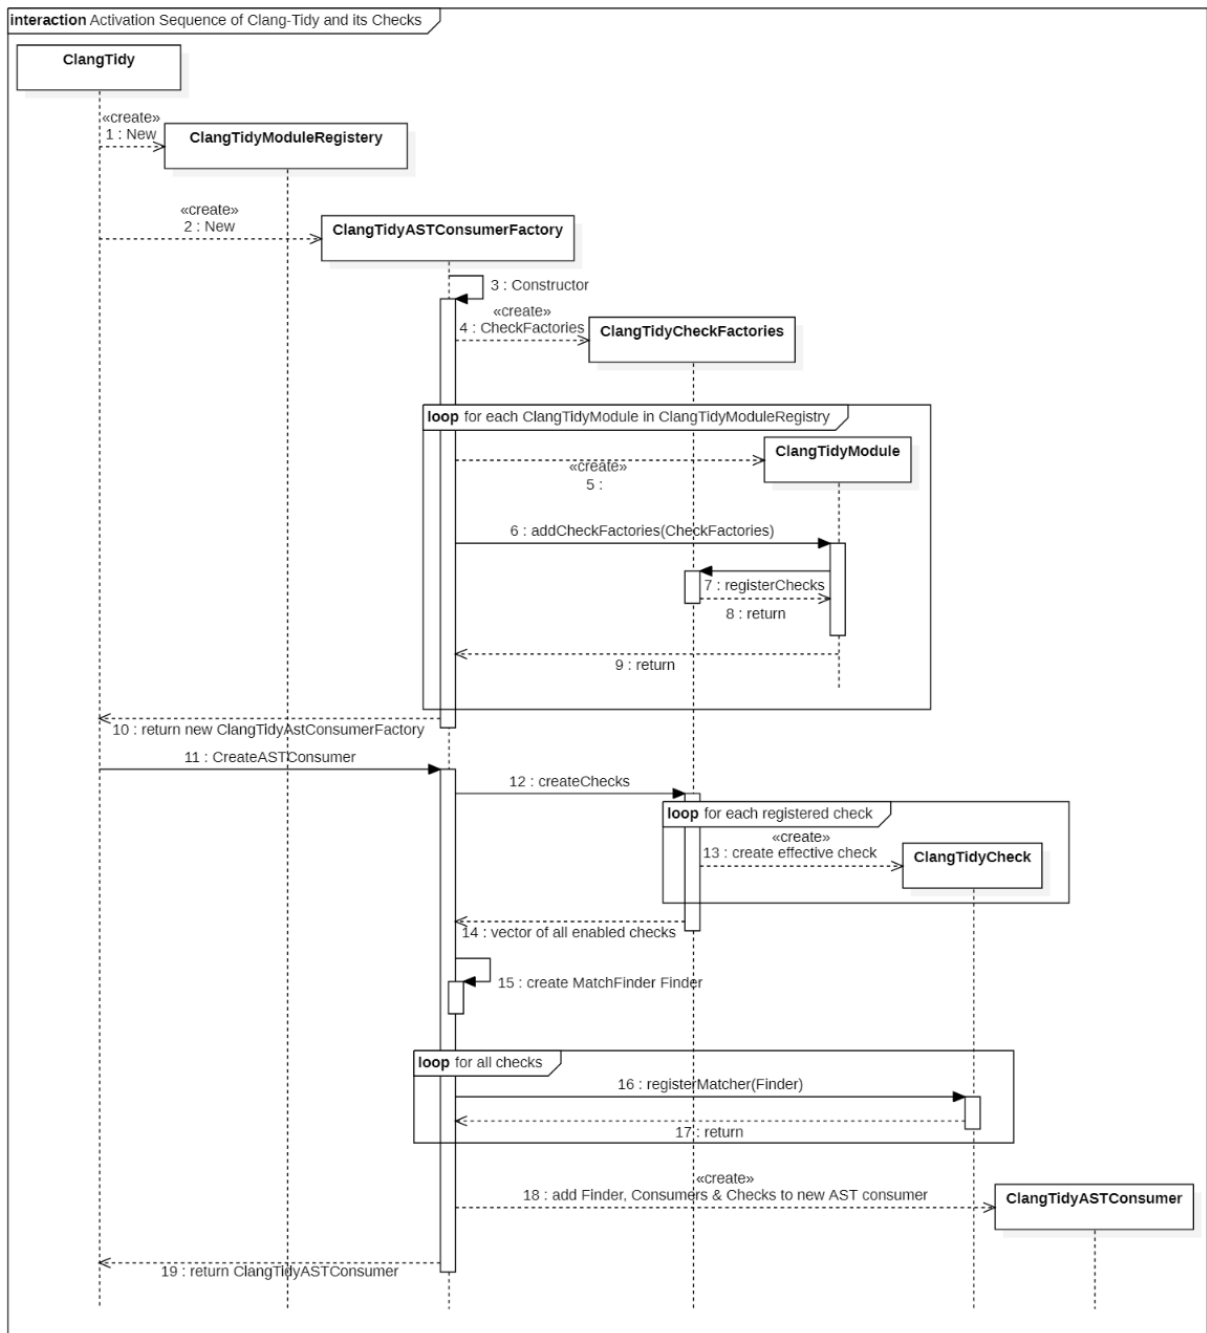 interaction Activation Sequence of Clang-Tidy and its Checks
ClangTidy
«create»
1 : New
ClangTidyModuleRegistery
«create»
2 : New
ClangTidyASTConsumerFactory
3 : Constructor
«create»
4 : CheckFactories
ClangTidyCheckFactories
loop for each ClangTidyModule in ClangTidyModuleRegistry
ClangTidyModule
«create»
5 :
6 : addCheckFactories(CheckFactories)
7 : registerChecks
8 : return
9 : return
10 : return new ClangTidyAstConsumerFactory
11 : CreateASTConsumer
12 : createChecks
loop for each registered check
«create»
13 : create effective check
ClangTidyCheck
14 : vector of all enabled checks
15 : create MatchFinder Finder
loop for all checks
16 : registerMatcher(Finder)
17 : return
«create»
18 : add Finder, Consumers & Checks to new AST consumer
ClangTidyASTConsumer
19 : return ClangTidyASTConsumer